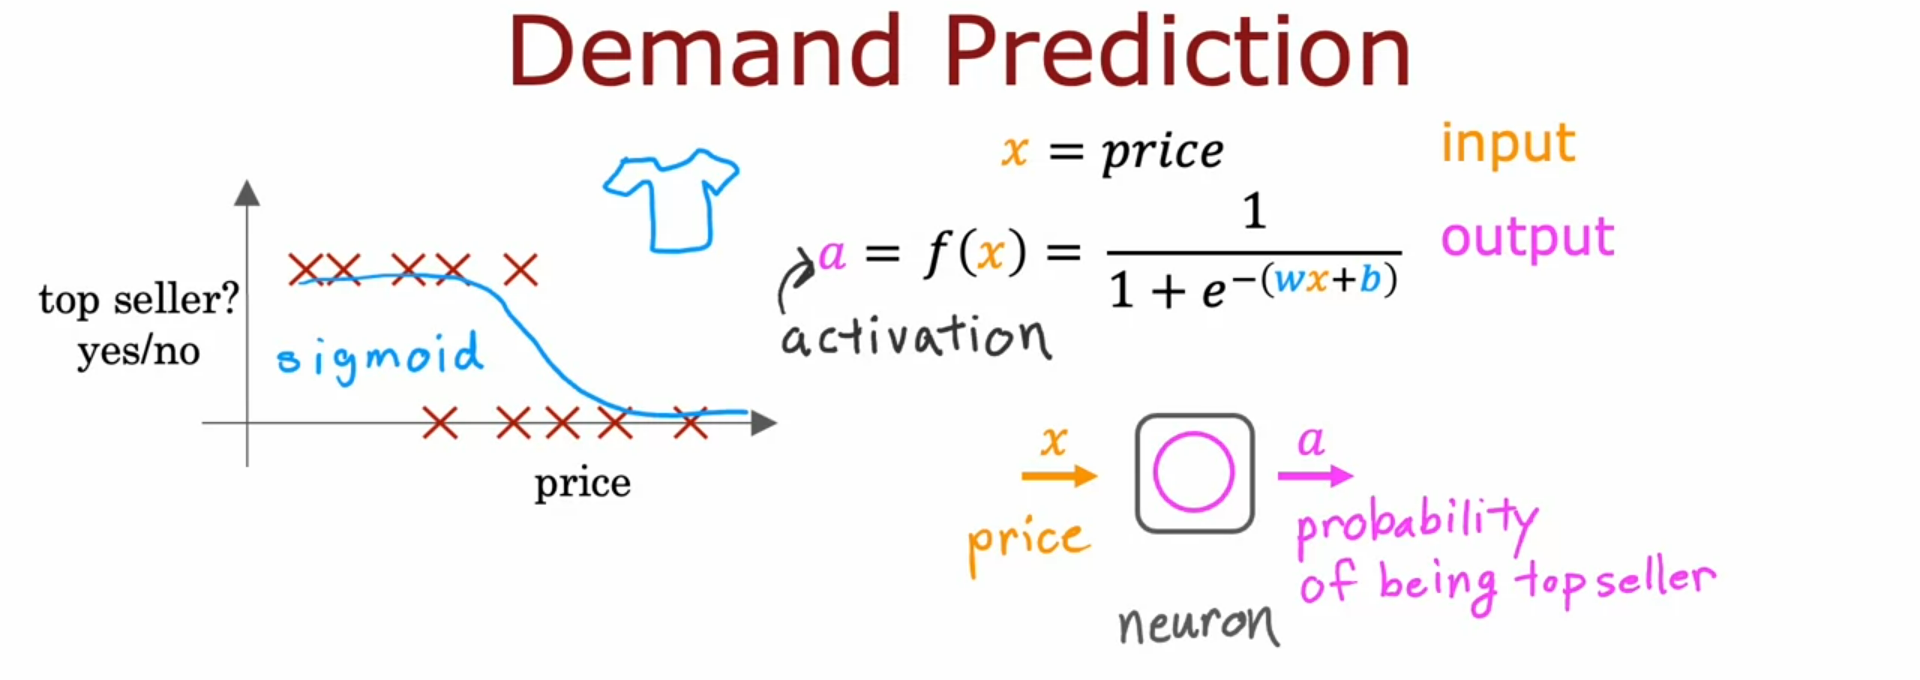 Demand Prediction
top seller?
yes/no
sigmoid
price
x = price
input
a = f(x) = 1 / (1 + e^−(wx+b))
output
activation
x
price
neuron
a
probability
of being top seller